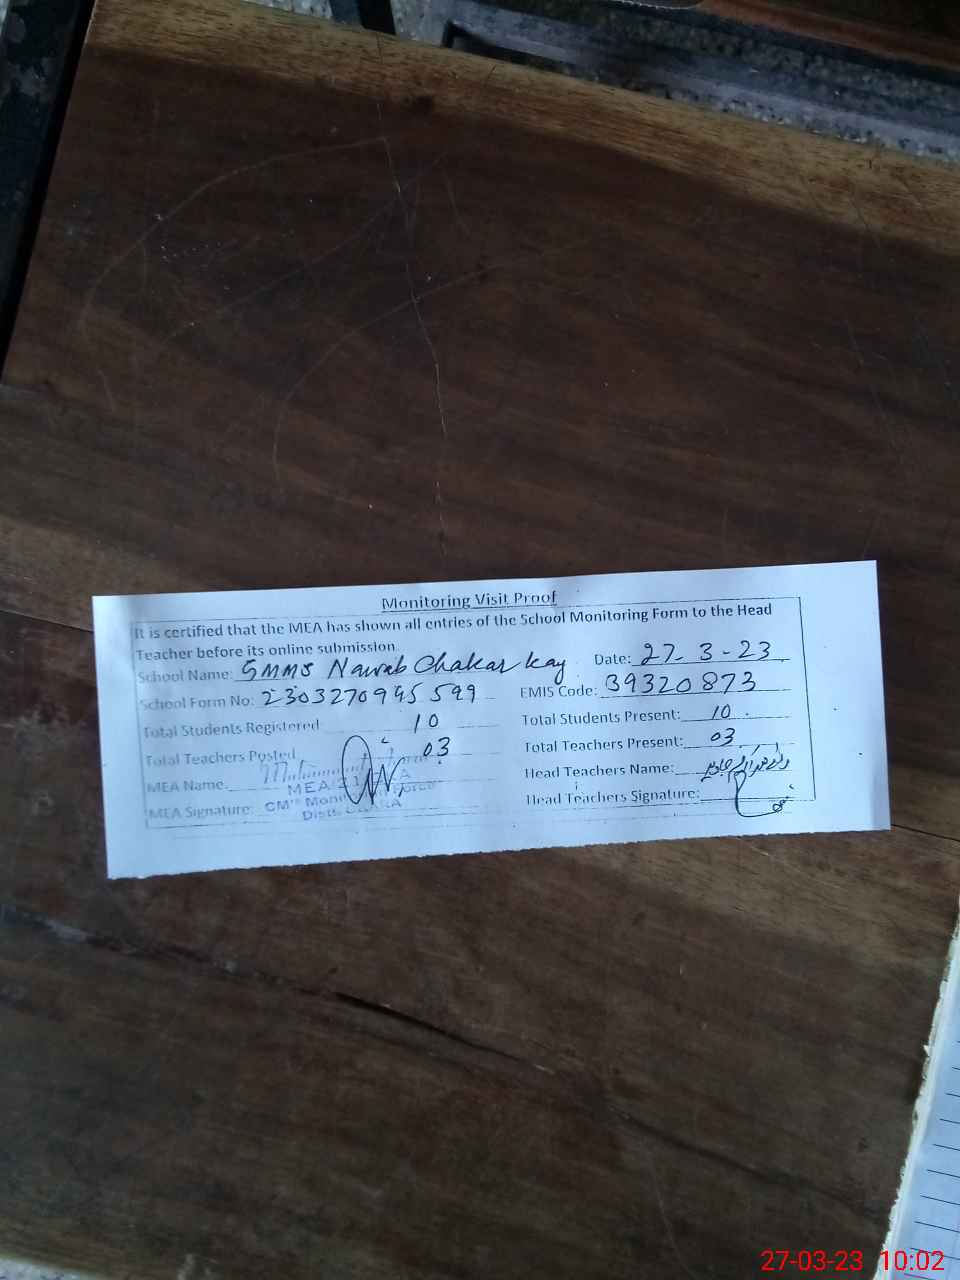 Monitoring Visit Proof
It is certified that the MEA has shown all entries of the School Monitoring Form to the Head
Teacher before its online submission
School Name: GMMS Nawab Chakar kay Date: 27-3-23
School Form No: 2303270945599 EMIS Code: 39320873
Total Students Registered 10 Total Students Present: 10
Total Teachers Posted 03 Total Teachers Present: 03
MEA Name. Head Teachers Name:
MEA Signature: Head Teachers Signature:
MEA
CM's
Distt.
27-03-23 10:02